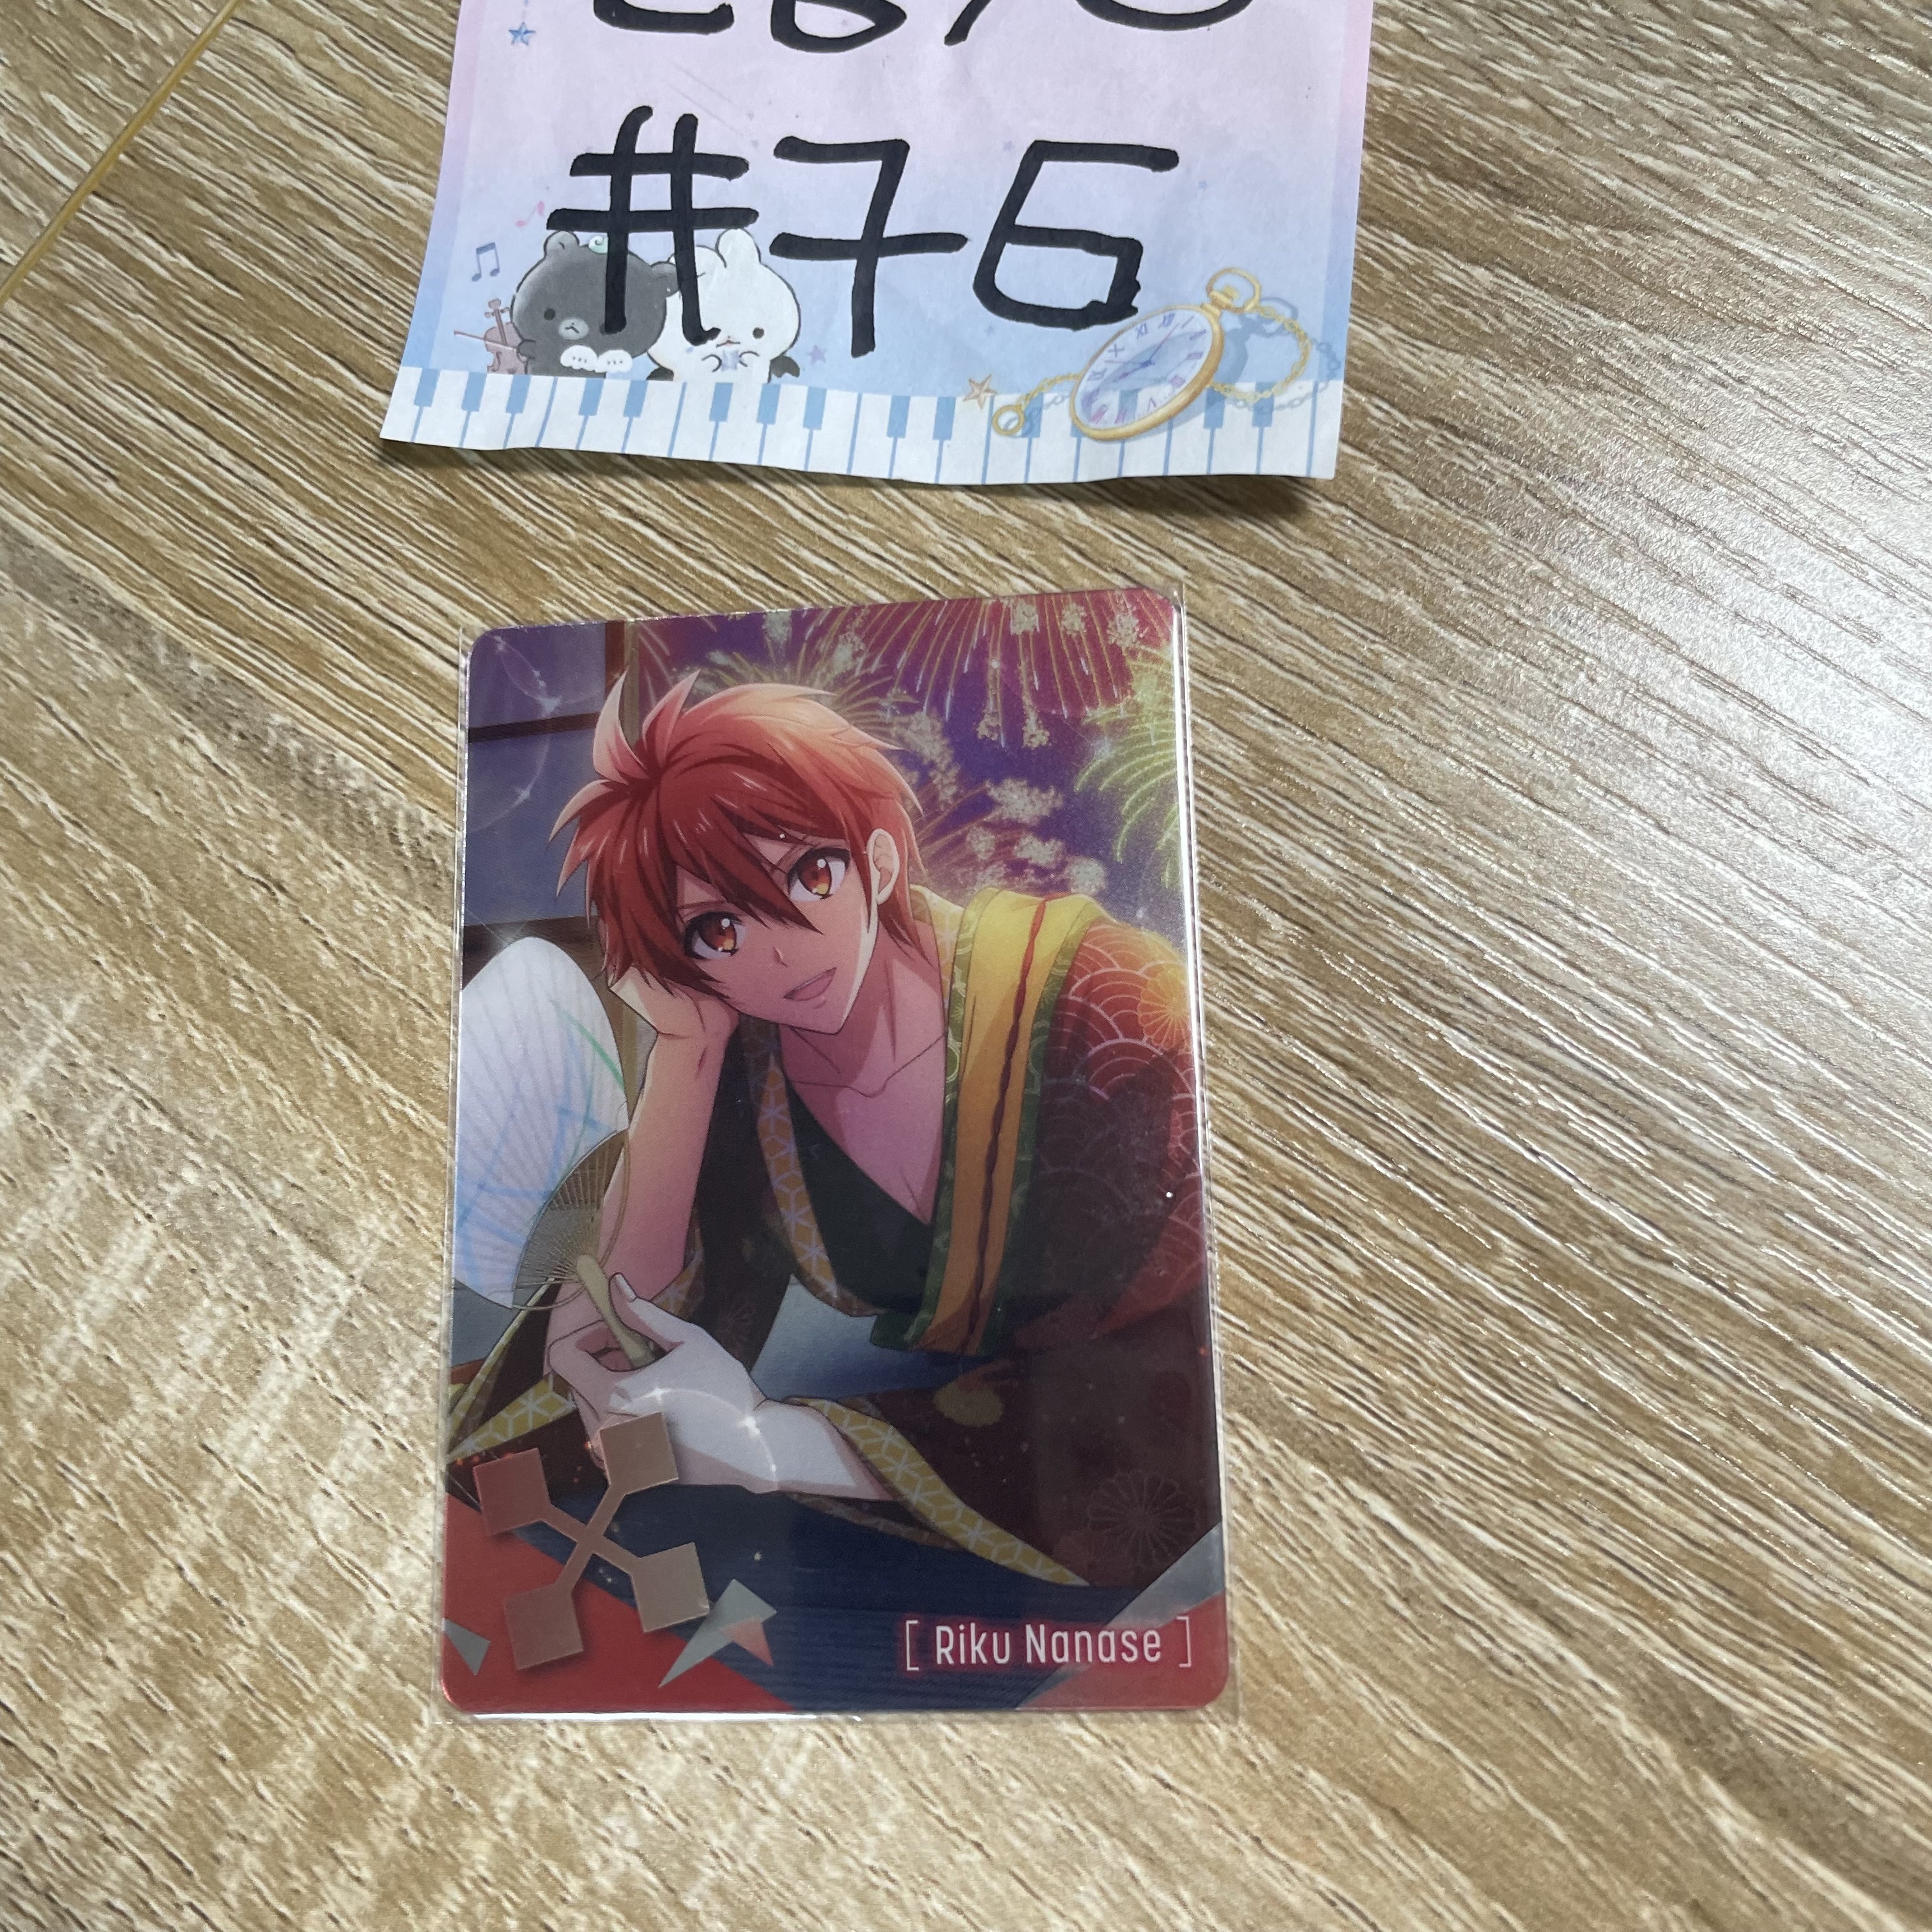 #76
[ Riku Nanase ]